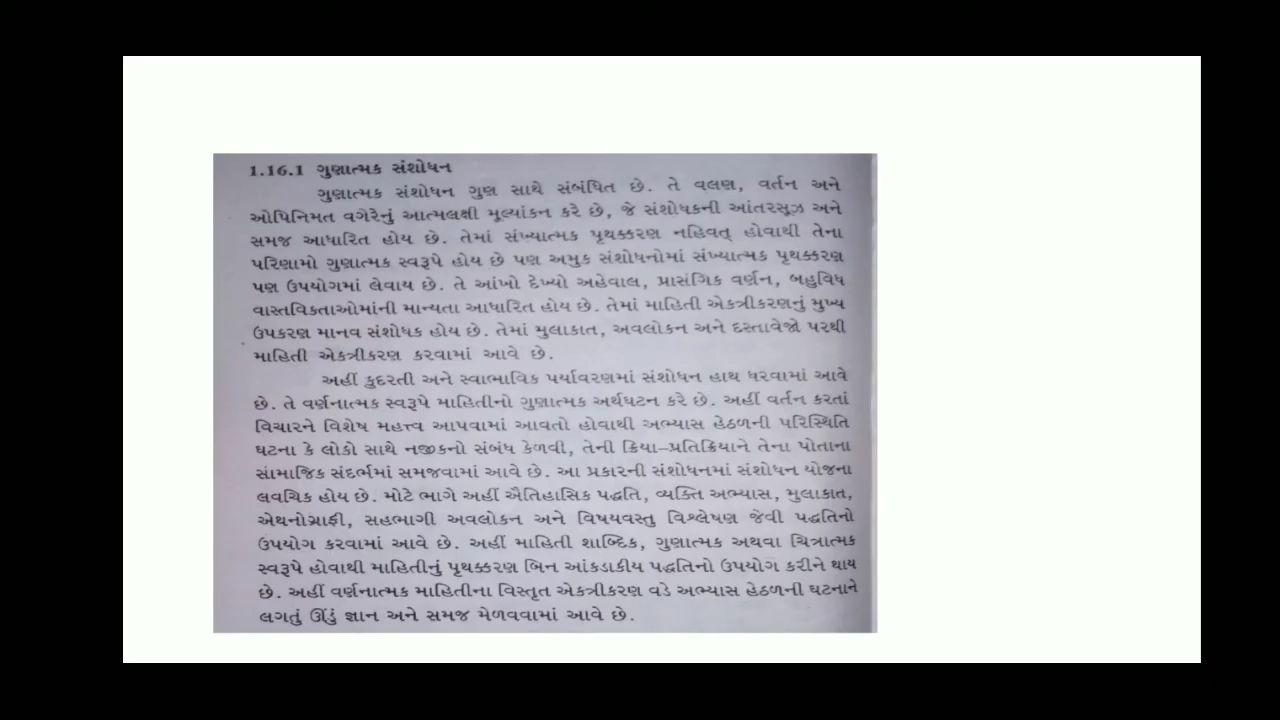 1.16.1 ગુણાત્મક સંશોધન
ગુણાત્મક સંશોધન ગુણ સાથે સંબંધિત છે. તે વલણ, વર્તન અને
ઓપિનિમત વગેરેનું આત્મલક્ષી મૂલ્યાંકન કરે છે, જે સંશોધકની આંતરસૂઝ અને
સમજ આધારિત હોય છે. તેમાં સંખ્યાત્મક પૃથક્કરણ નહિવત્ હોવાથી તેના
પરિણામો ગુણાત્મક સ્વરૂપે હોય છે પણ અમુક સંશોધનોમાં સંખ્યાત્મક પૃથક્કરણ
પણ ઉપયોગમાં લેવાય છે. તે આંખો દેખ્યો અહેવાલ, પ્રાસંગિક વર્ણન, બહુવિધ
વાસ્તવિકતાઓમાંની માન્યતા આધારિત હોય છે. તેમાં માહિતી એકત્રીકરણનું મુખ્ય
ઉપકરણ માનવ સંશોધક હોય છે. તેમાં મુલાકાત, અવલોકન અને દસ્તાવેજો પરથી
માહિતી એકત્રીકરણ કરવામાં આવે છે.
અહીં કુદરતી અને સ્વાભાવિક પર્યાવરણમાં સંશોધન હાથ ધરવામાં આવે
છે. તે વર્ણનાત્મક સ્વરૂપે માહિતીનો ગુણાત્મક અર્થઘટન કરે છે. અહીં વર્તન કરતાં
વિચારને વિશેષ મહત્ત્વ આપવામાં આવતો હોવાથી અભ્યાસ હેઠળની પરિસ્થિતિ
ઘટના કે લોકો સાથે નજીકનો સંબંધ કેળવી, તેની ક્રિયા–પ્રતિક્રિયાને તેના પોતાના
સામાજિક સંદર્ભમાં સમજવામાં આવે છે. આ પ્રકારની સંશોધનમાં સંશોધન યોજના
લવચિક હોય છે. મોટે ભાગે અહીં ઐતિહાસિક પદ્ધતિ, વ્યક્તિ અભ્યાસ, મુલાકાત,
એથનોગ્રાફી, સહભાગી અવલોકન અને વિષયવસ્તુ વિશ્લેષણ જેવી પદ્ધતિનો
ઉપયોગ કરવામાં આવે છે. અહીં માહિતી શાબ્દિક, ગુણાત્મક અથવા ચિત્રાત્મક
સ્વરૂપે હોવાથી માહિતીનું પૃથક્કરણ બિન આંકડાકીય પદ્ધતિનો ઉપયોગ કરીને થાય
છે. અહીં વર્ણનાત્મક માહિતીના વિસ્તૃત એકત્રીકરણ વડે અભ્યાસ હેઠળની ઘટનાને
લગતું ઊંડું જ્ઞાન અને સમજ મેળવવામાં આવે છે.